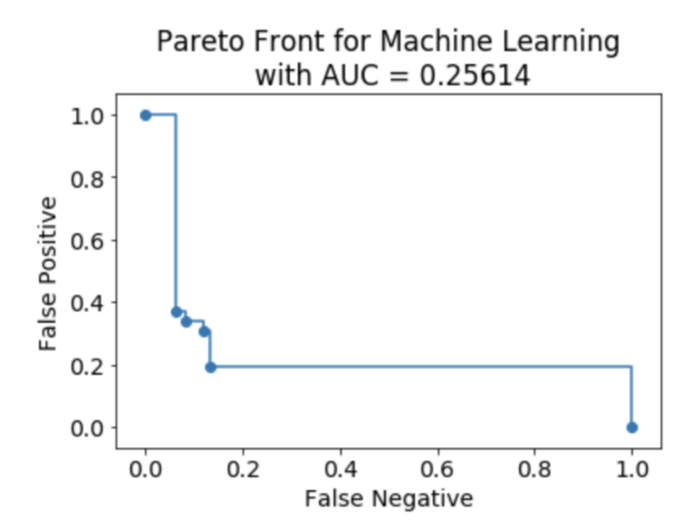 Pareto Front for Machine Learning
with AUC = 0.25614
1.0
0.8
0.6
0.4
0.2
0.0
False Positive
0.0 0.2 0.4 0.6 0.8 1.0
False Negative